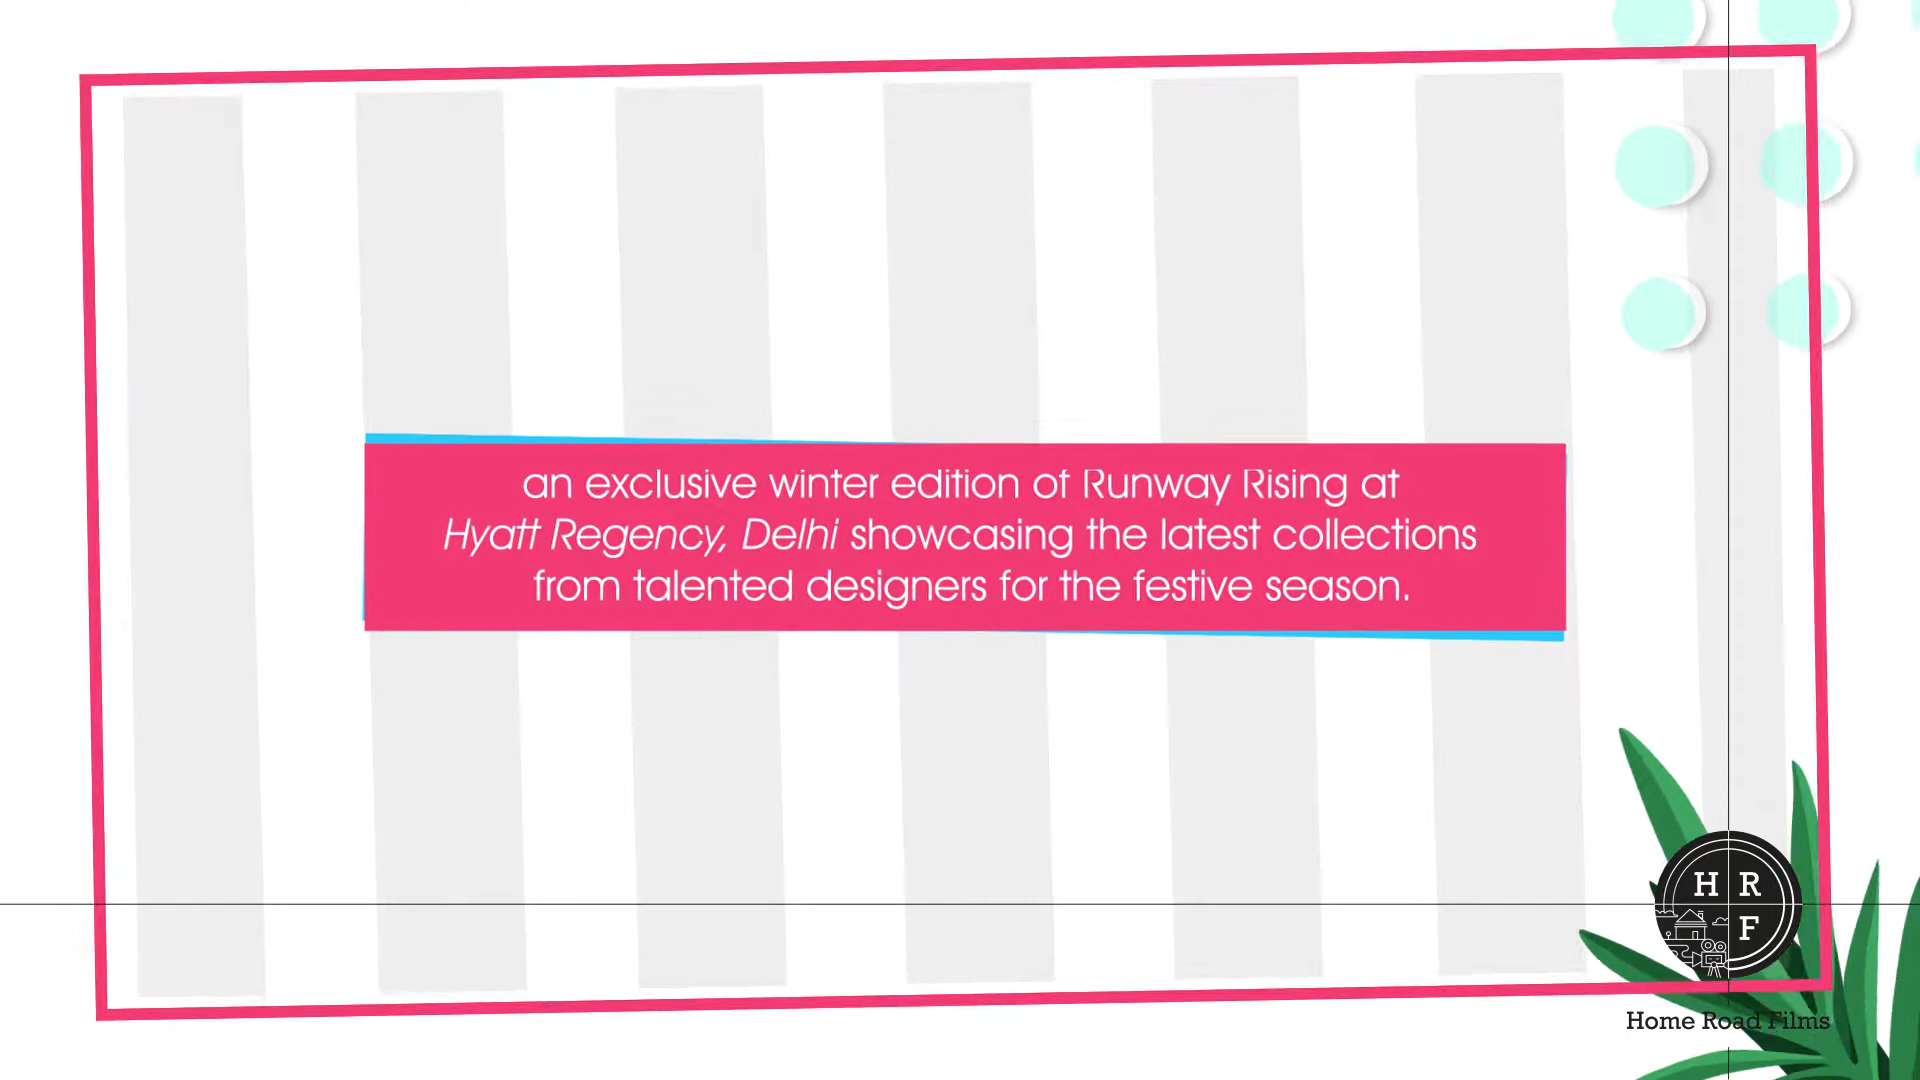 an exclusive winter edition of Runway Rising at
Hyatt Regency, Delhi showcasing the latest collections
from talented designers for the festive season.
H R
F
Home Road Films